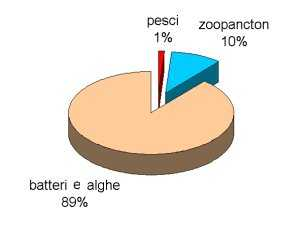 pesci
1%
zoopancton
10%
batteri e alghe
89%